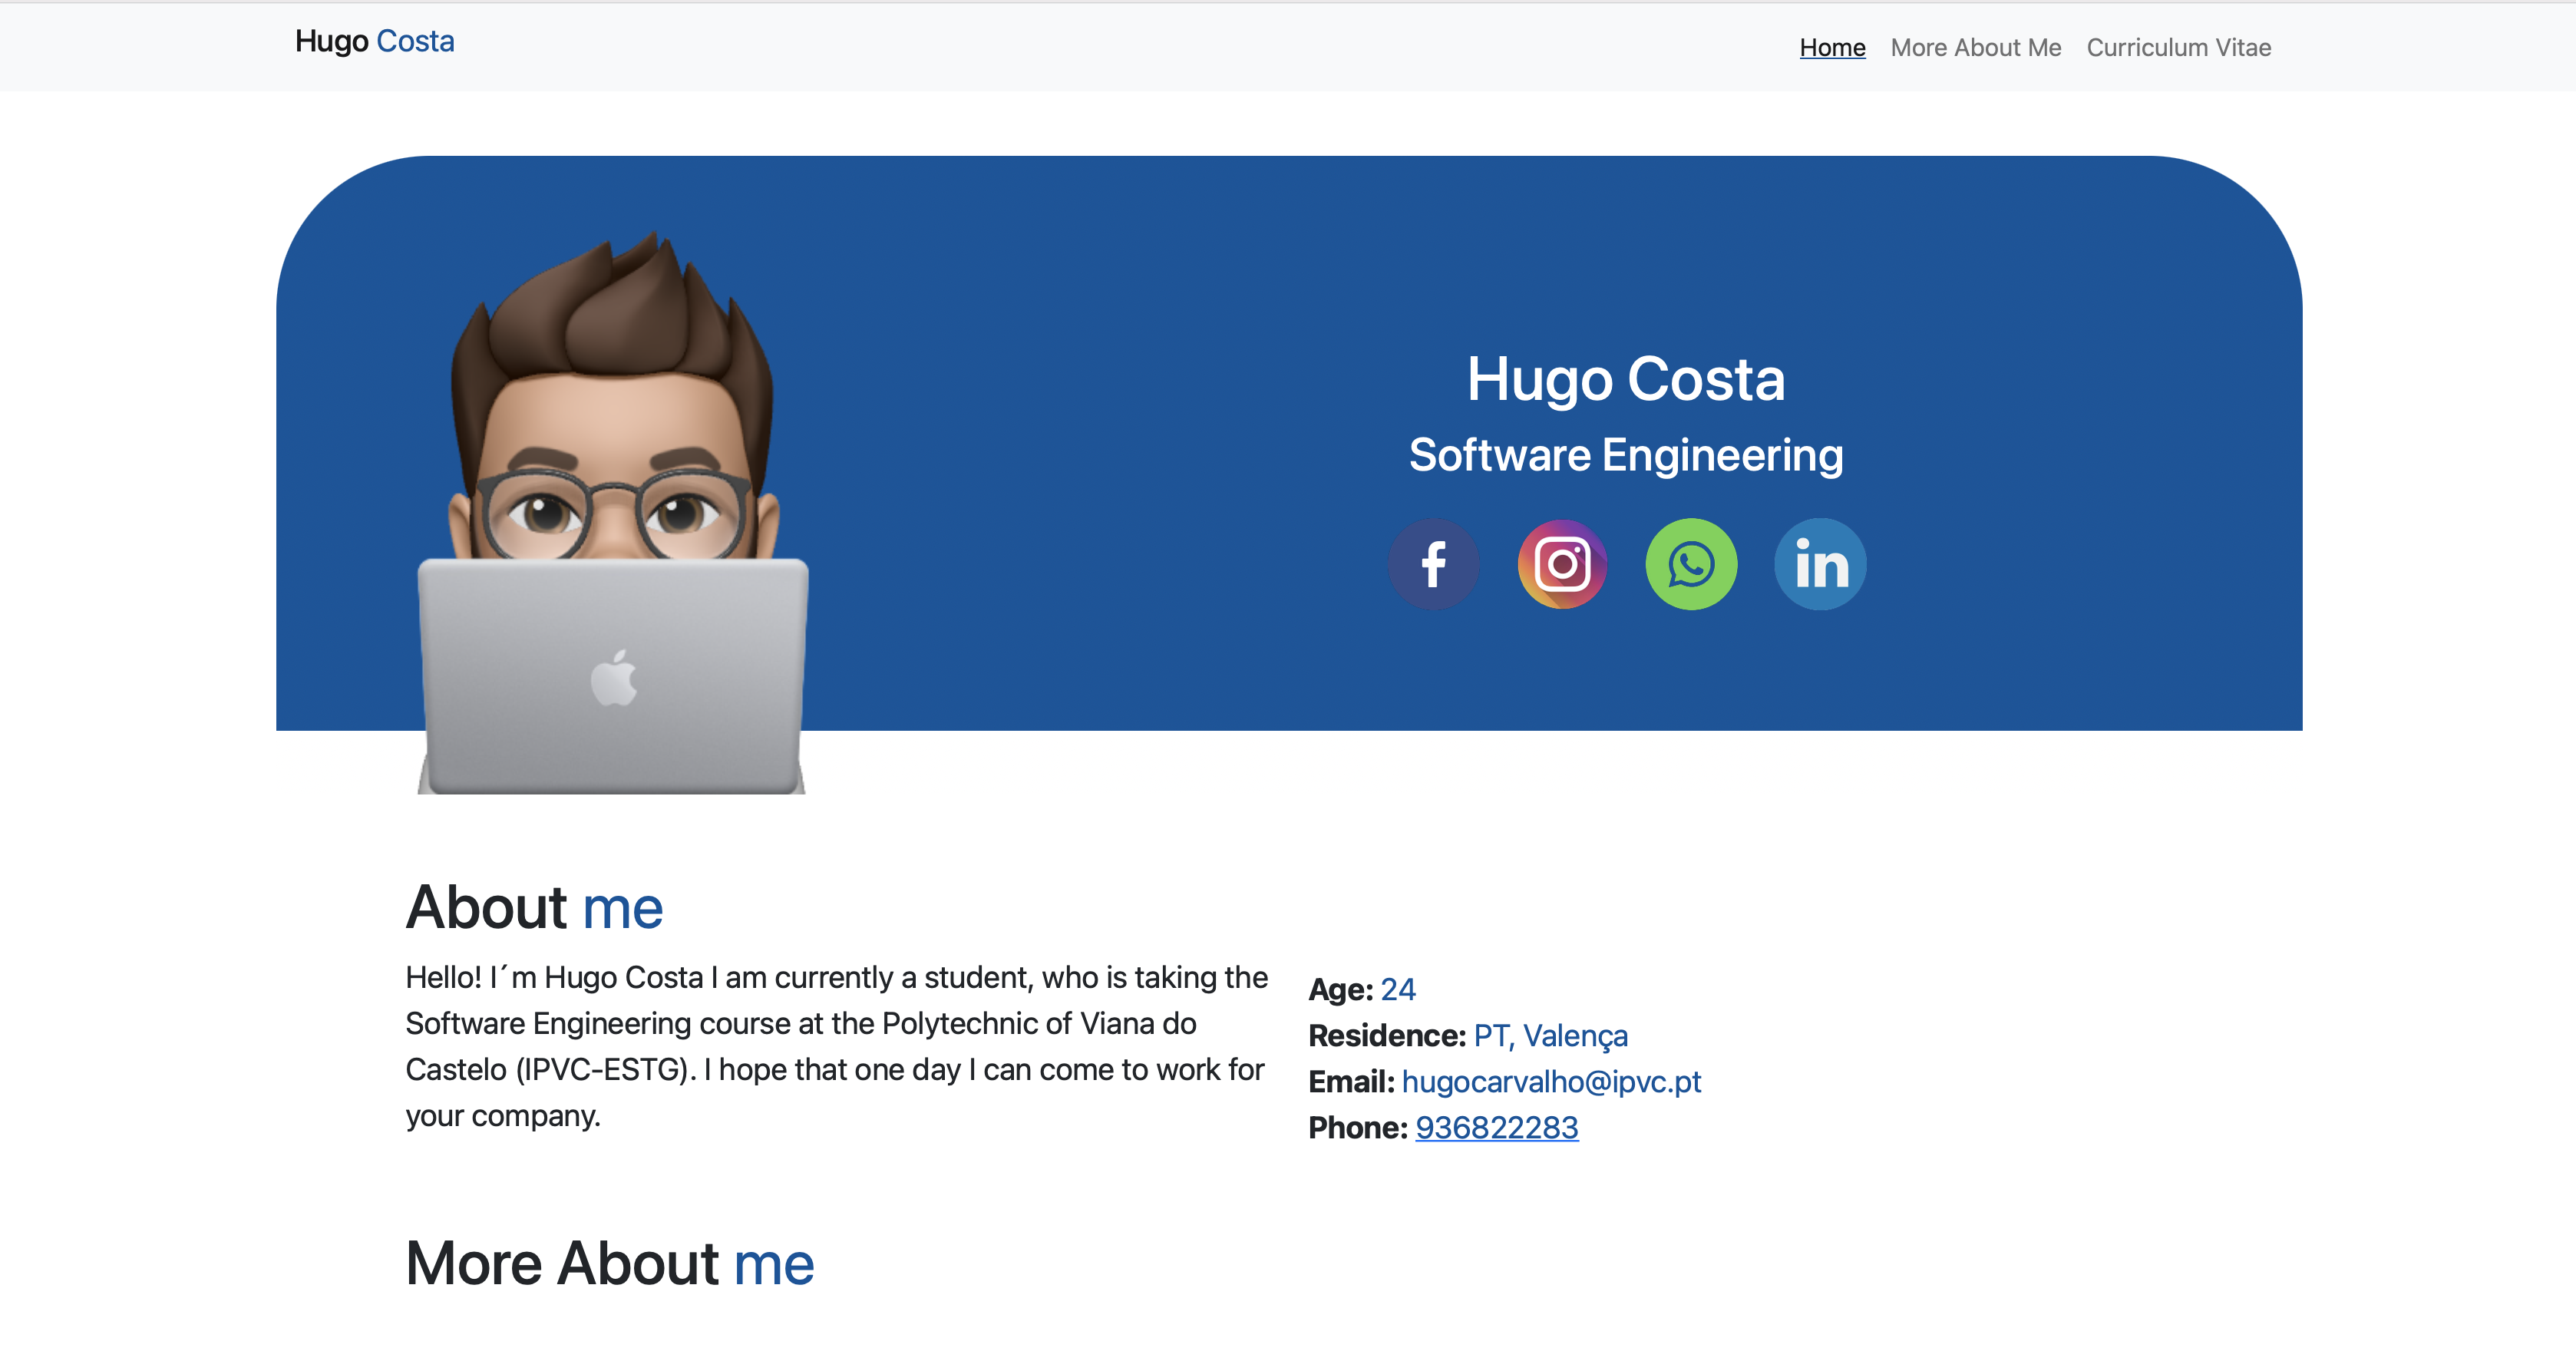 Hugo Costa
Home More About Me Curriculum Vitae
Hugo Costa
Software Engineering
f
in
About me
Hello! I´m Hugo Costa I am currently a student, who is taking the
Software Engineering course at the Polytechnic of Viana do
Castelo (IPVC-ESTG). I hope that one day I can come to work for
your company.
Age: 24
Residence: PT, Valença
Email: hugocarvalho@ipvc.pt
Phone: 936822283
More About me